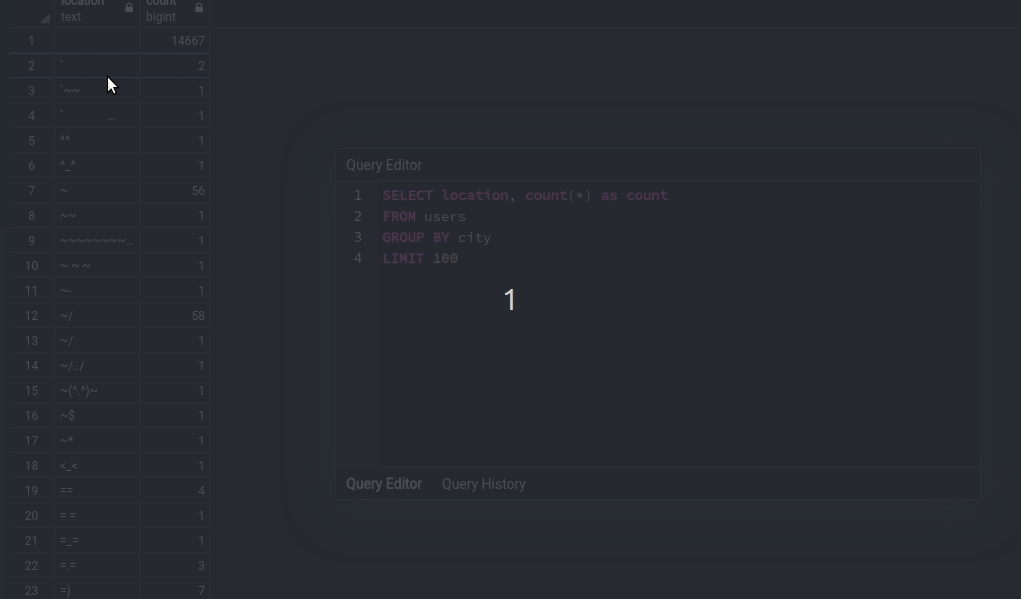 location count
text bigint
1 14667
2 ` 2
3 `~~ 1
4 ` ... 1
5 ^^ 1
6 ^_^ 1
7 ~ 56
8 ~~ 1
9 ~~~~~~~~... 1
10 ~ ~ ~ 1
11 ~- 1
12 ~/ 58
13 ~/. 1
14 ~/../ 1
15 ~(^.^)~ 1
16 ~$ 1
17 ~* 1
18 <_< 1
19 == 4
20 = = 1
21 =_= 1
22 =.= 3
23 =) 7
Query Editor
1 SELECT location, count(*) as count
2 FROM users
3 GROUP BY city
4 LIMIT 100
1
Query Editor Query History